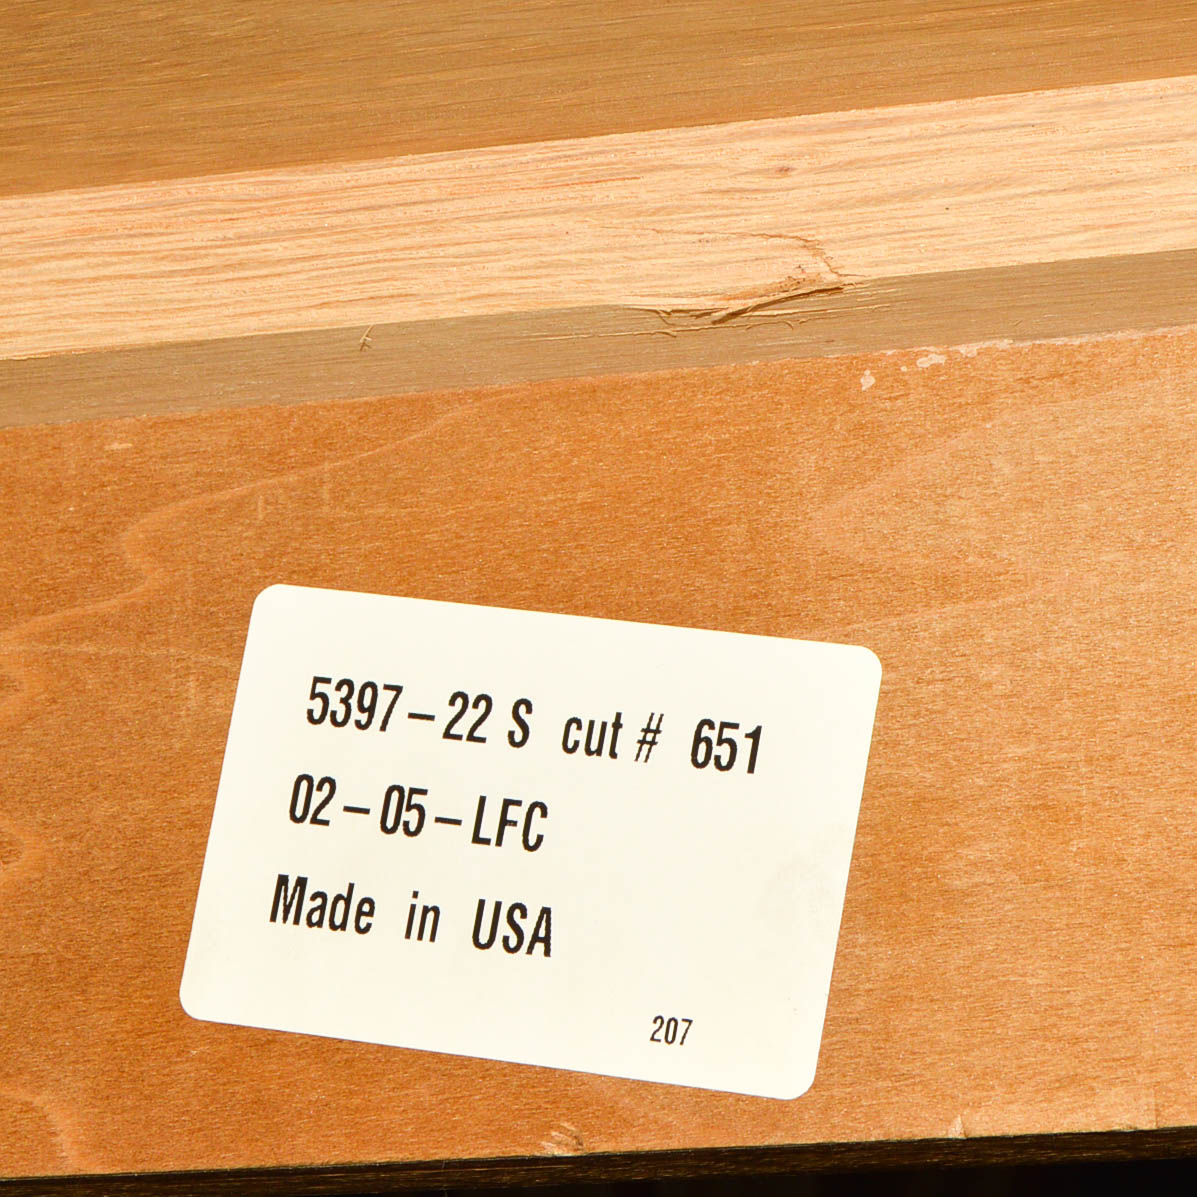 5397-22 S cut # 651
02-05-LFC
Made in USA
207